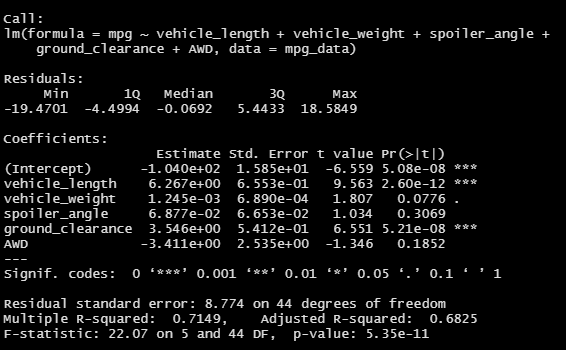 Call:
lm(formula = mpg ~ vehicle_length + vehicle_weight + spoiler_angle +
    ground_clearance + AWD, data = mpg_data)

Residuals:
     Min       1Q   Median       3Q      Max
-19.4701  -4.4994  -0.0692   5.4433  18.5849

Coefficients:
                   Estimate Std. Error t value Pr(>|t|)
(Intercept)      -1.040e+02  1.585e+01  -6.559 5.08e-08 ***
vehicle_length    6.267e+00  6.553e-01   9.563 2.60e-12 ***
vehicle_weight    1.245e-03  6.890e-04   1.807   0.0776 .
spoiler_angle     6.877e-02  6.653e-02   1.034   0.3069
ground_clearance  3.546e+00  5.412e-01   6.551 5.21e-08 ***
AWD              -3.411e+00  2.535e+00  -1.346   0.1852
---
Signif. codes:  0 ‘***’ 0.001 ‘**’ 0.01 ‘*’ 0.05 ‘.’ 0.1 ‘ ’ 1

Residual standard error: 8.774 on 44 degrees of freedom
Multiple R-squared:  0.7149,    Adjusted R-squared:  0.6825
F-statistic: 22.07 on 5 and 44 DF,  p-value: 5.35e-11